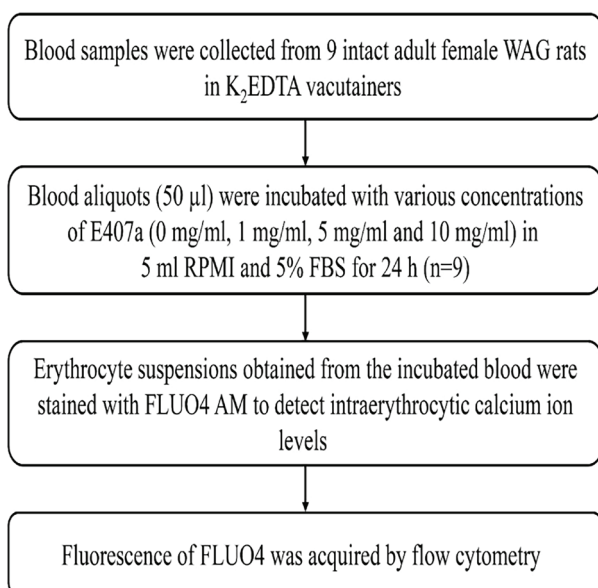 Blood samples were collected from 9 intact adult female WAG rats
in K₂EDTA vacutainers
Blood aliquots (50 µl) were incubated with various concentrations
of E407a (0 mg/ml, 1 mg/ml, 5 mg/ml and 10 mg/ml) in
5 ml RPMI and 5% FBS for 24 h (n=9)
Erythrocyte suspensions obtained from the incubated blood were
stained with FLUO4 AM to detect intraerythrocytic calcium ion
levels
Fluorescence of FLUO4 was acquired by flow cytometry